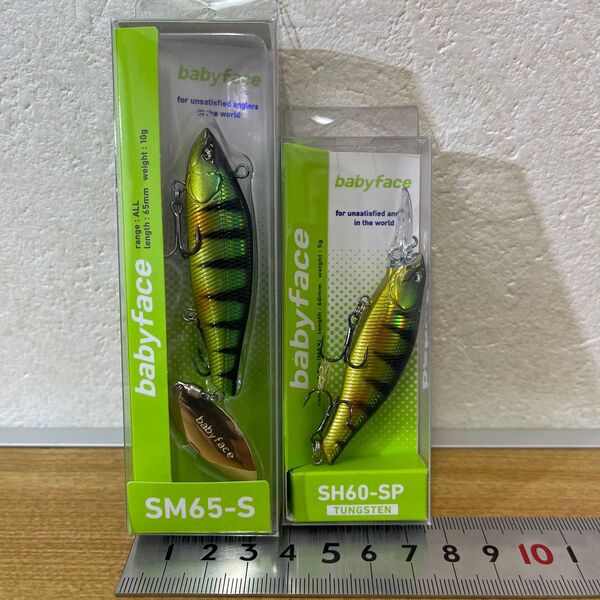 babyface
for unsatisfied anglers
in the world
babyface
range : ALL
length : 65mm weight : 10g
babyface
SM65-S
babyface
for unsatisfied
in the world
babyface
length : 60mm weight : 5g
SH60-SP
TUNGSTEN
1 2 3 4 5 6 7 8 9 10 1